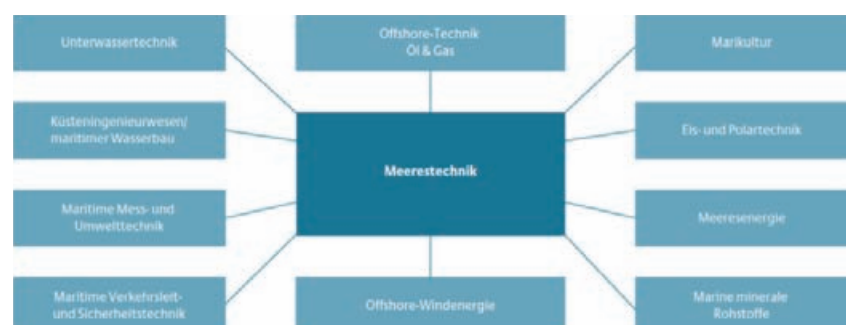 Unterwassertechnik
Offshore-Technik
Öl & Gas
Marikultur
Küsteningenieurwesen/
maritimer Wasserbau
Eis- und Polartechnik
Meerestechnik
Maritime Mess- und
Umwelttechnik
Meeresenergie
Maritime Verkehrsleit-
und Sicherheitstechnik
Offshore-Windenergie
Marine minerale
Rohstoffe